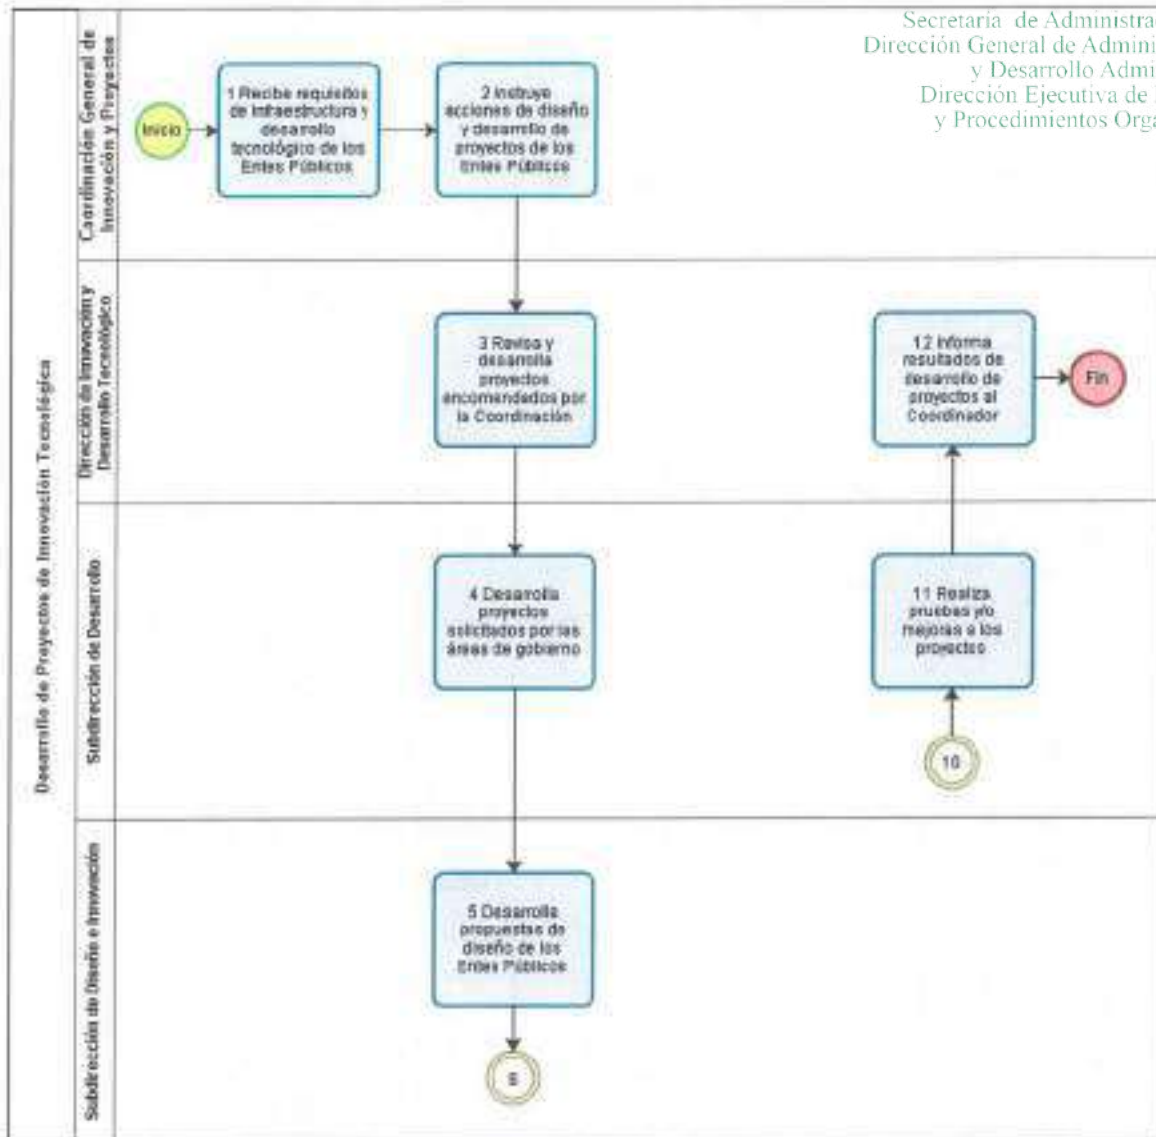 Secretaría de Administra
Dirección General de Admini
y Desarrollo Admi
Dirección Ejecutiva de
y Procedimientos Org
Desarrollo de Proyectos de Innovación Tecnológica
Coordinación General de
Innovación y Proyectos
Inicio
1 Recibe requisitos
de infraestructura y
desarrollo
tecnológico de los
Entes Públicos
2 Instruye
acciones de diseño
y desarrollo de
proyectos de los
Entes Públicos
Dirección de Innovación y
Desarrollo Tecnológico
3 Revisa y
desarrolla
proyectos
encomendados por
la Coordinación
12 Informa
resultados de
desarrollo de
proyectos al
Coordinador
Fin
Subdirección de Desarrollo
4 Desarrolla
proyectos
solicitados por las
áreas de gobierno
11 Realiza
pruebas y/o
mejoras a los
proyectos
10
Subdirección de Diseño e Innovación
5 Desarrolla
propuestas de
diseño de los
Entes Públicos